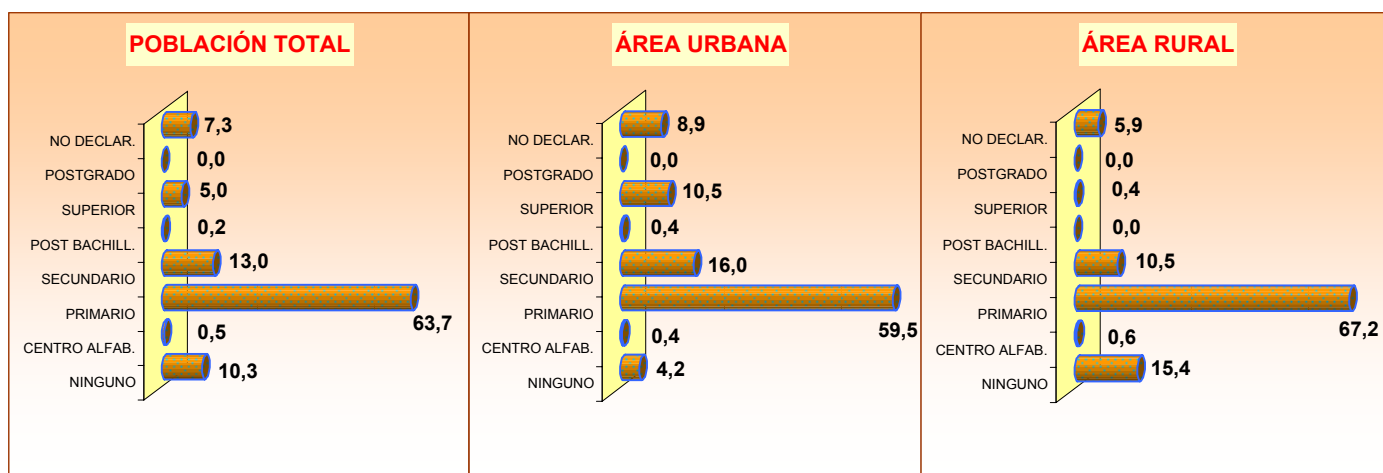 POBLACIÓN TOTAL
NO DECLAR. 7,3
POSTGRADO 0,0
SUPERIOR 5,0
POST BACHILL. 0,2
SECUNDARIO 13,0
PRIMARIO 63,7
CENTRO ALFAB. 0,5
NINGUNO 10,3
ÁREA URBANA
NO DECLAR. 8,9
POSTGRADO 0,0
SUPERIOR 10,5
POST BACHILL. 0,4
SECUNDARIO 16,0
PRIMARIO 59,5
CENTRO ALFAB. 0,4
NINGUNO 4,2
ÁREA RURAL
NO DECLAR. 5,9
POSTGRADO 0,0
SUPERIOR 0,4
POST BACHILL. 0,0
SECUNDARIO 10,5
PRIMARIO 67,2
CENTRO ALFAB. 0,6
NINGUNO 15,4